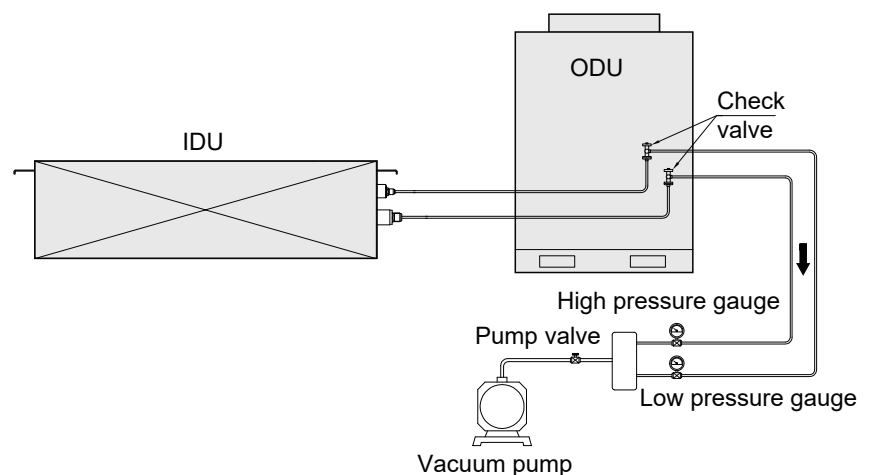 ODU
Check
valve
IDU
High pressure gauge
Pump valve
Low pressure gauge
Vacuum pump